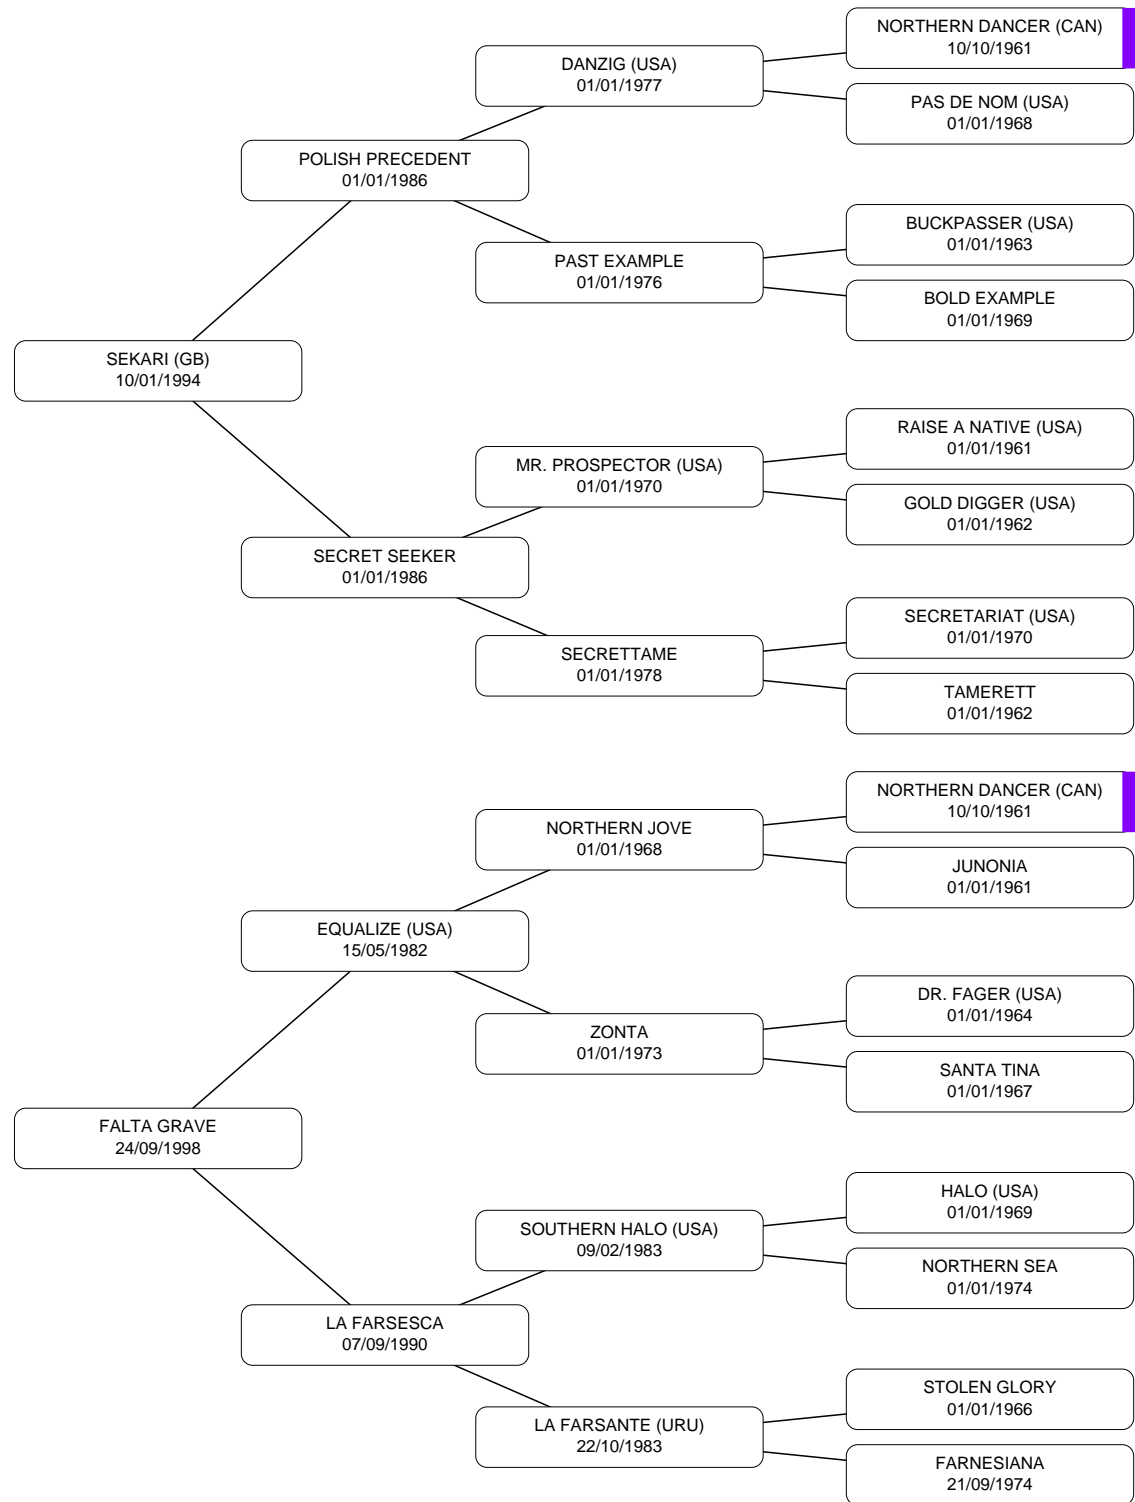 NORTHERN DANCER (CAN)
10/10/1961
DANZIG (USA)
01/01/1977
PAS DE NOM (USA)
01/01/1968
POLISH PRECEDENT
01/01/1986
BUCKPASSER (USA)
01/01/1963
PAST EXAMPLE
01/01/1976
BOLD EXAMPLE
01/01/1969
SEKARI (GB)
10/01/1994
RAISE A NATIVE (USA)
01/01/1961
MR. PROSPECTOR (USA)
01/01/1970
GOLD DIGGER (USA)
01/01/1962
SECRET SEEKER
01/01/1986
SECRETARIAT (USA)
01/01/1970
SECRETTAME
01/01/1978
TAMERETT
01/01/1962
NORTHERN DANCER (CAN)
10/10/1961
NORTHERN JOVE
01/01/1968
JUNONIA
01/01/1961
EQUALIZE (USA)
15/05/1982
DR. FAGER (USA)
01/01/1964
ZONTA
01/01/1973
SANTA TINA
01/01/1967
FALTA GRAVE
24/09/1998
HALO (USA)
01/01/1969
SOUTHERN HALO (USA)
09/02/1983
NORTHERN SEA
01/01/1974
LA FARSESCA
07/09/1990
STOLEN GLORY
01/01/1966
LA FARSANTE (URU)
22/10/1983
FARNESIANA
21/09/1974